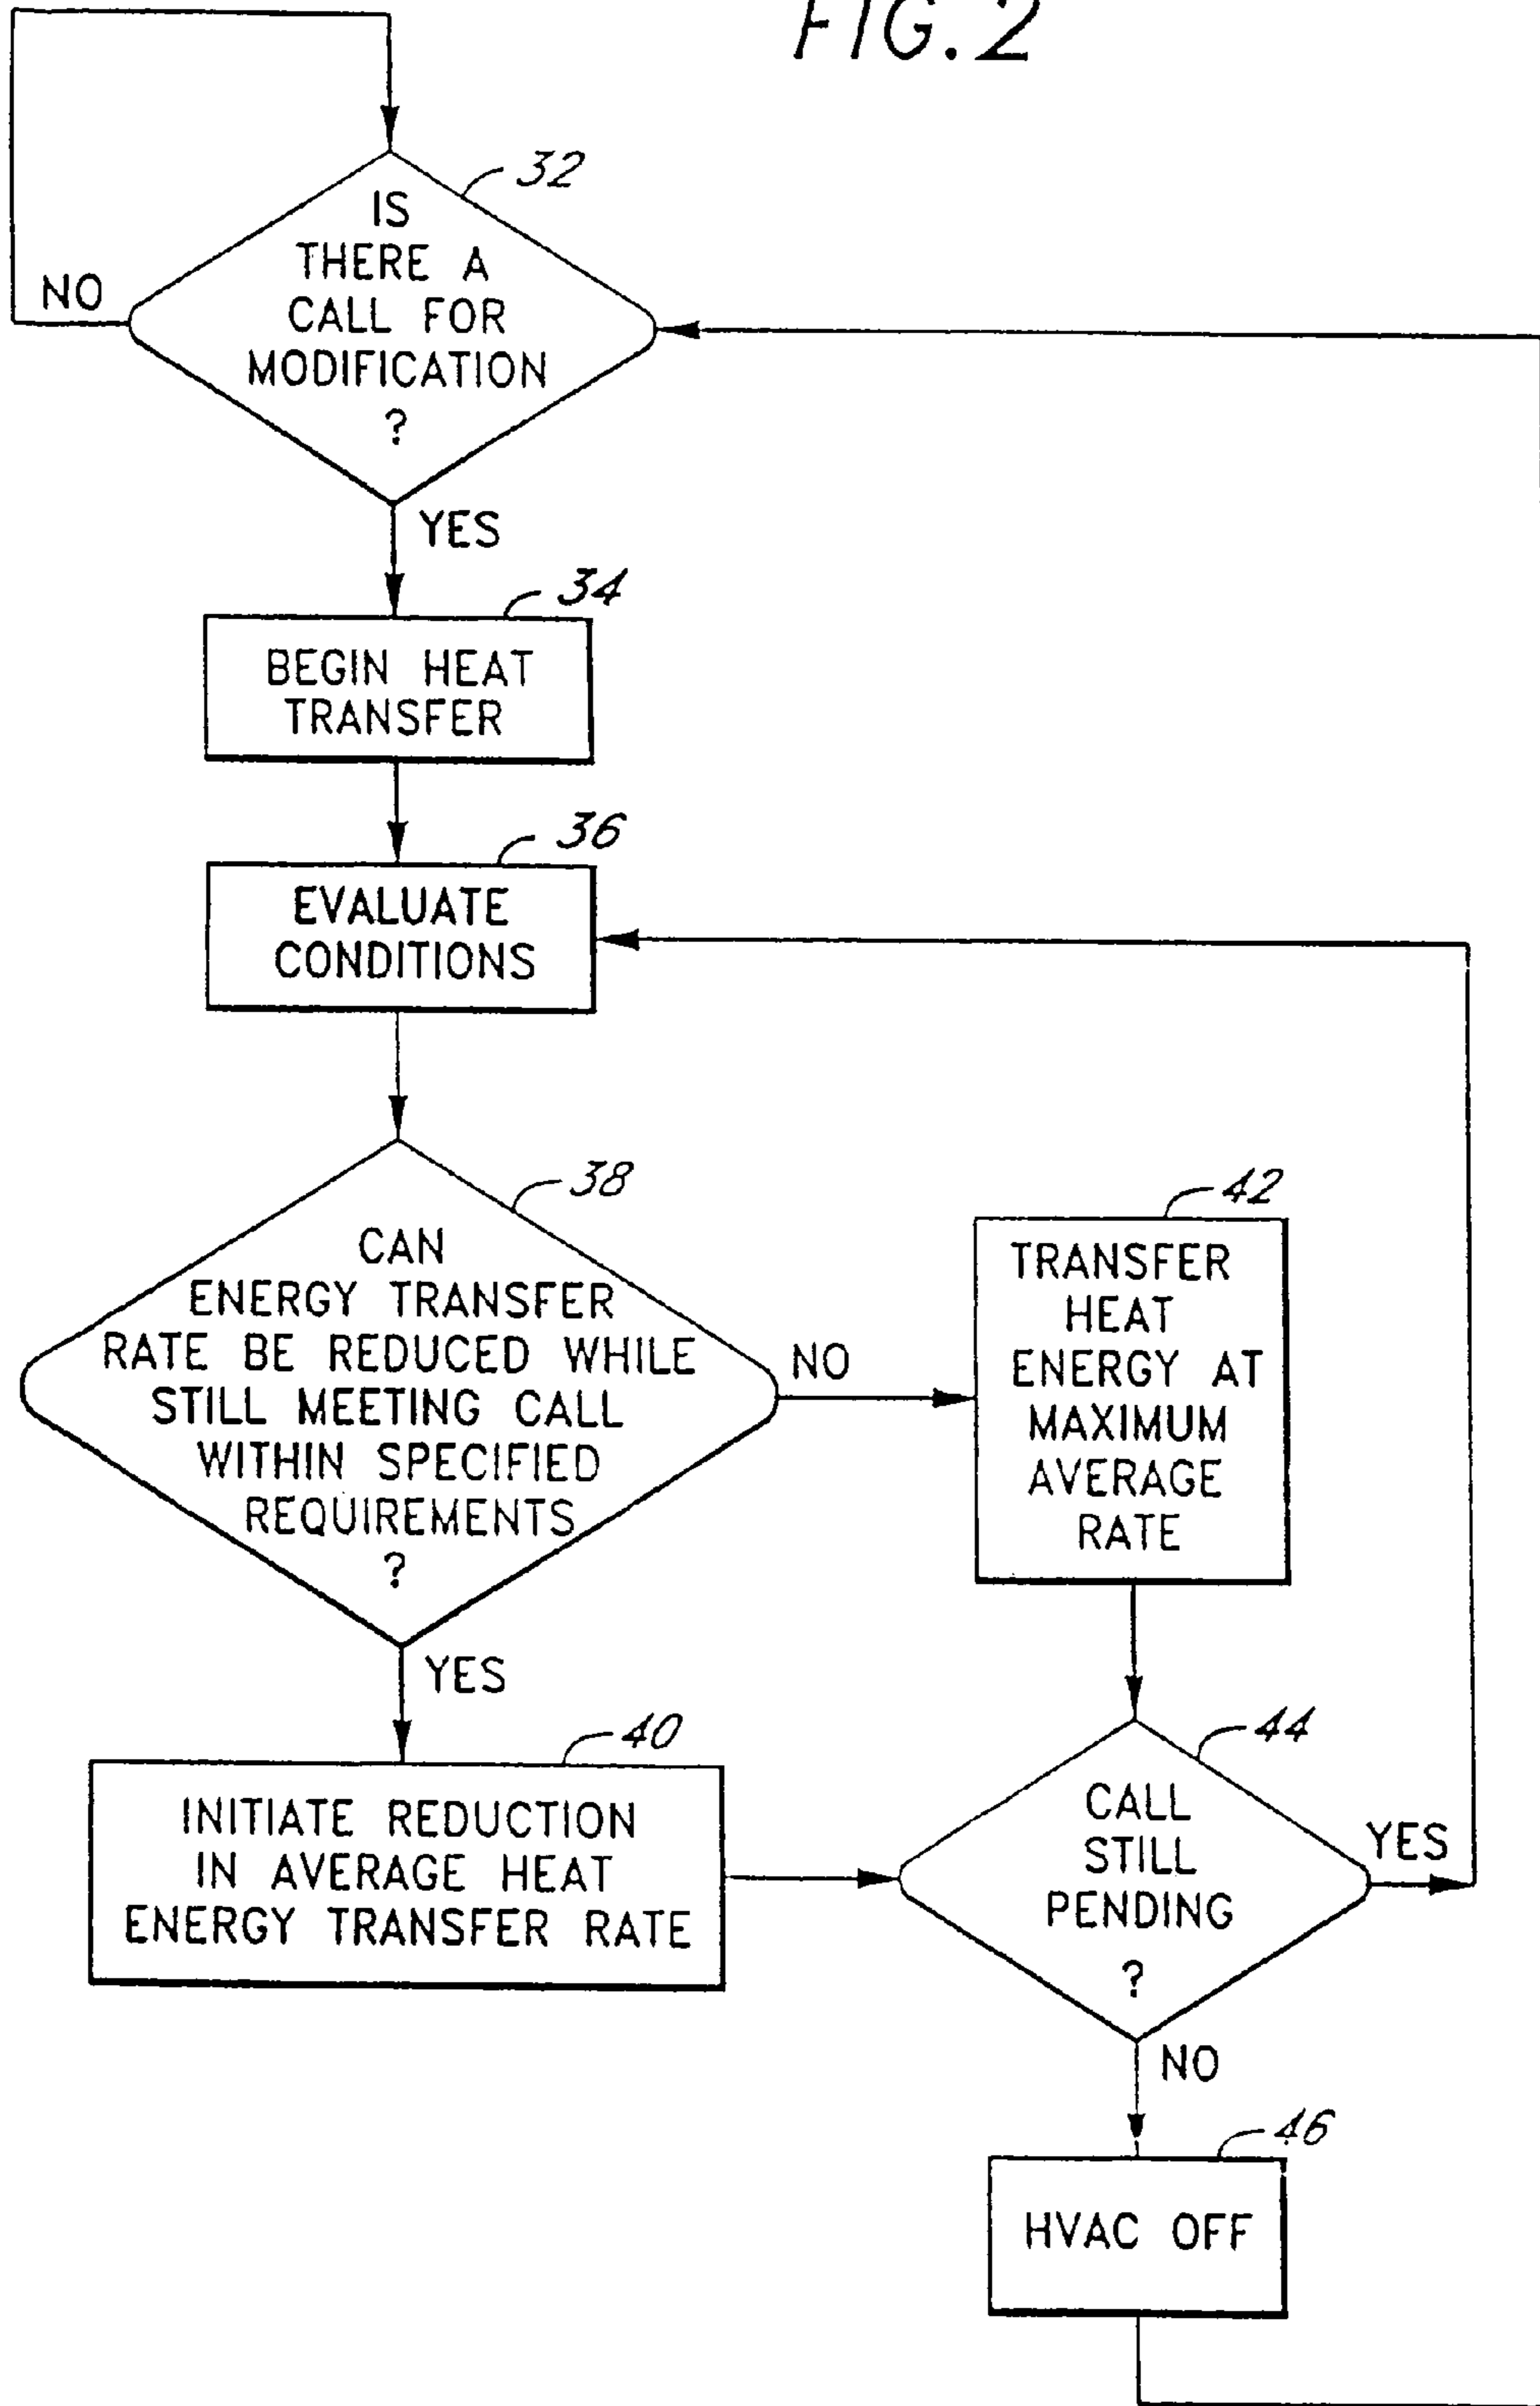 FIG. 2
32
IS
THERE A
CALL FOR
MODIFICATION
?
NO
YES
34
BEGIN HEAT
TRANSFER
36
EVALUATE
CONDITIONS
38
CAN
ENERGY TRANSFER
RATE BE REDUCED WHILE
STILL MEETING CALL
WITHIN SPECIFIED
REQUIREMENTS
?
NO
YES
42
TRANSFER
HEAT
ENERGY AT
MAXIMUM
AVERAGE
RATE
40
INITIATE REDUCTION
IN AVERAGE HEAT
ENERGY TRANSFER RATE
44
CALL
STILL
PENDING
?
YES
NO
46
HVAC OFF